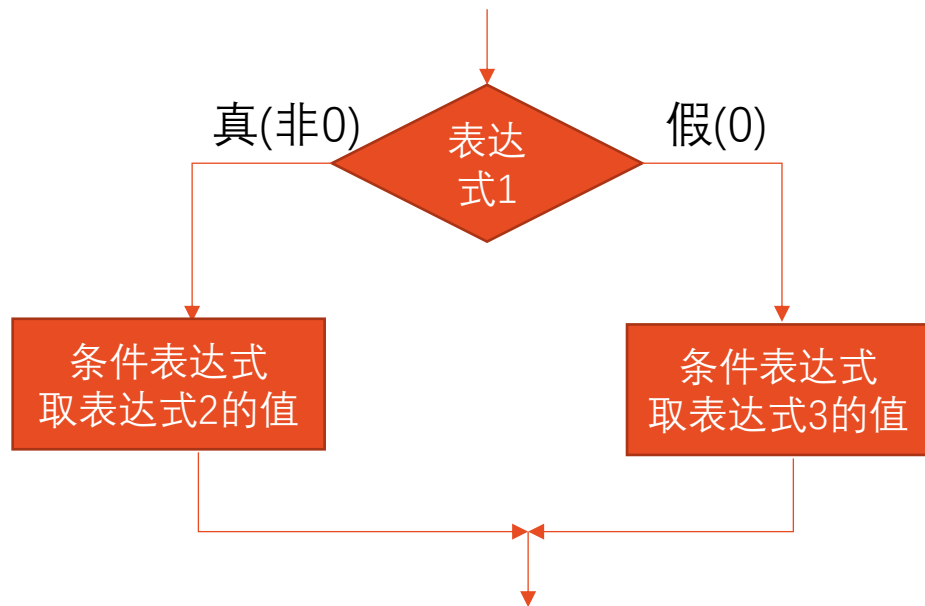 真(非0)
假(0)
表达
式1
条件表达式
取表达式2的值
条件表达式
取表达式3的值